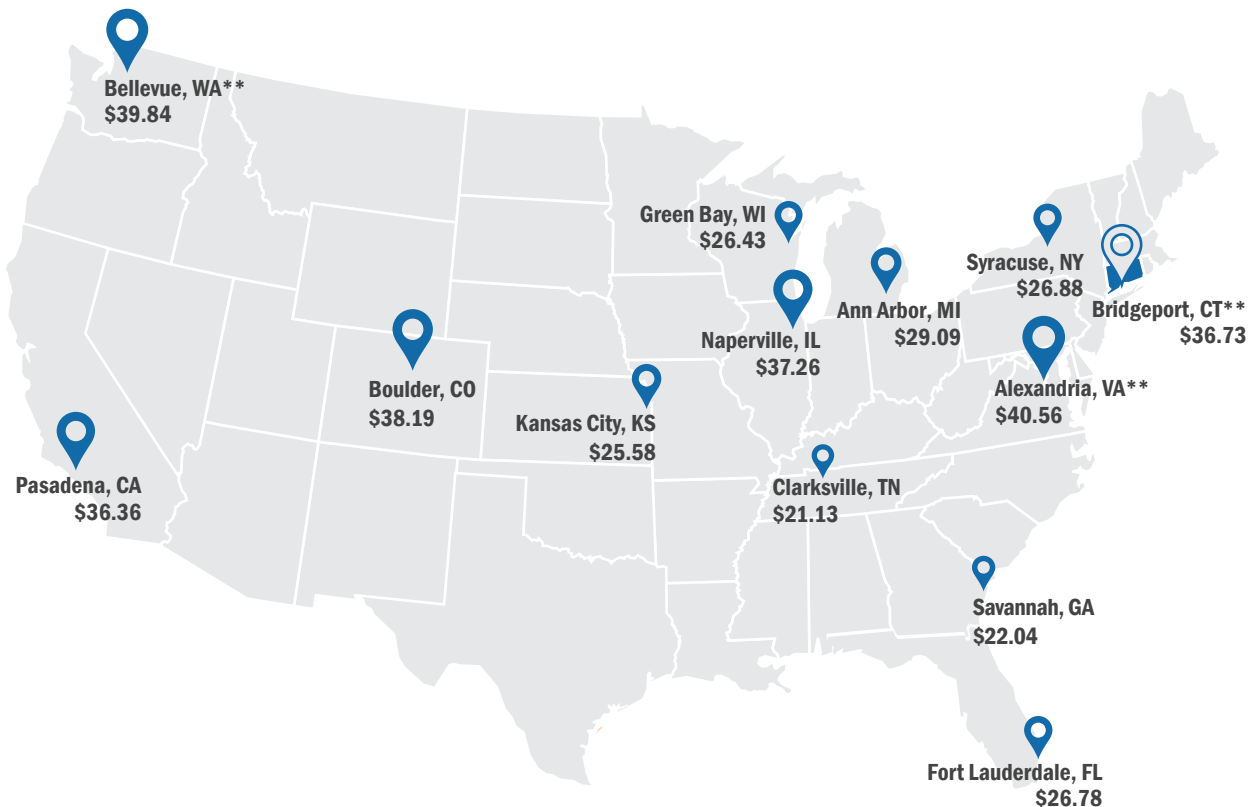 Bellevue, WA**
$39.84
Green Bay, WI
$26.43
Syracuse, NY
$26.88
Ann Arbor, MI
$29.09
Bridgeport, CT**
$36.73
Naperville, IL
$37.26
Boulder, CO
$38.19
Alexandria, VA**
$40.56
Kansas City, KS
$25.58
Pasadena, CA
$36.36
Clarksville, TN
$21.13
Savannah, GA
$22.04
Fort Lauderdale, FL
$26.78